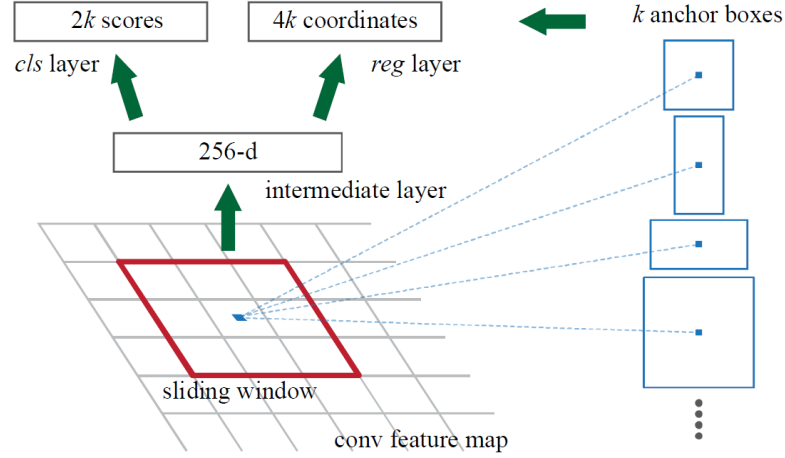 2k scores
4k coordinates
k anchor boxes
cls layer
reg layer
256-d
intermediate layer
sliding window
conv feature map